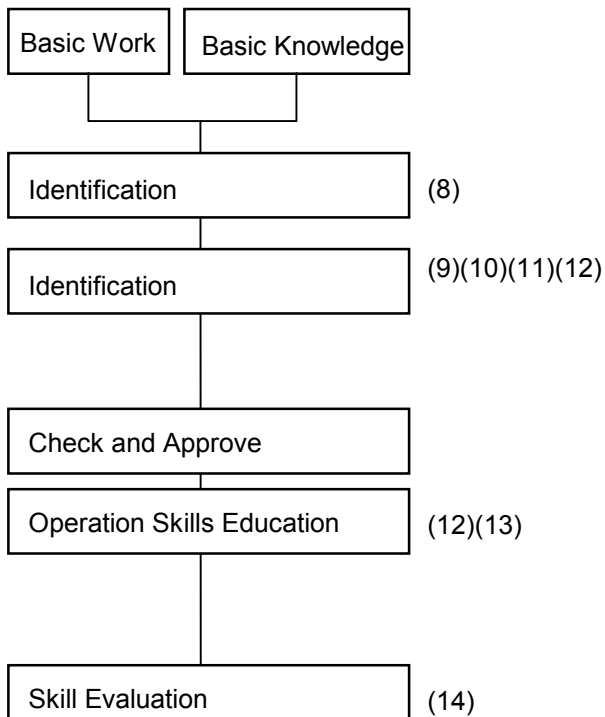 Basic Work
Basic Knowledge
Identification (8)
Identification (9)(10)(11)(12)
Check and Approve
Operation Skills Education (12)(13)
Skill Evaluation (14)